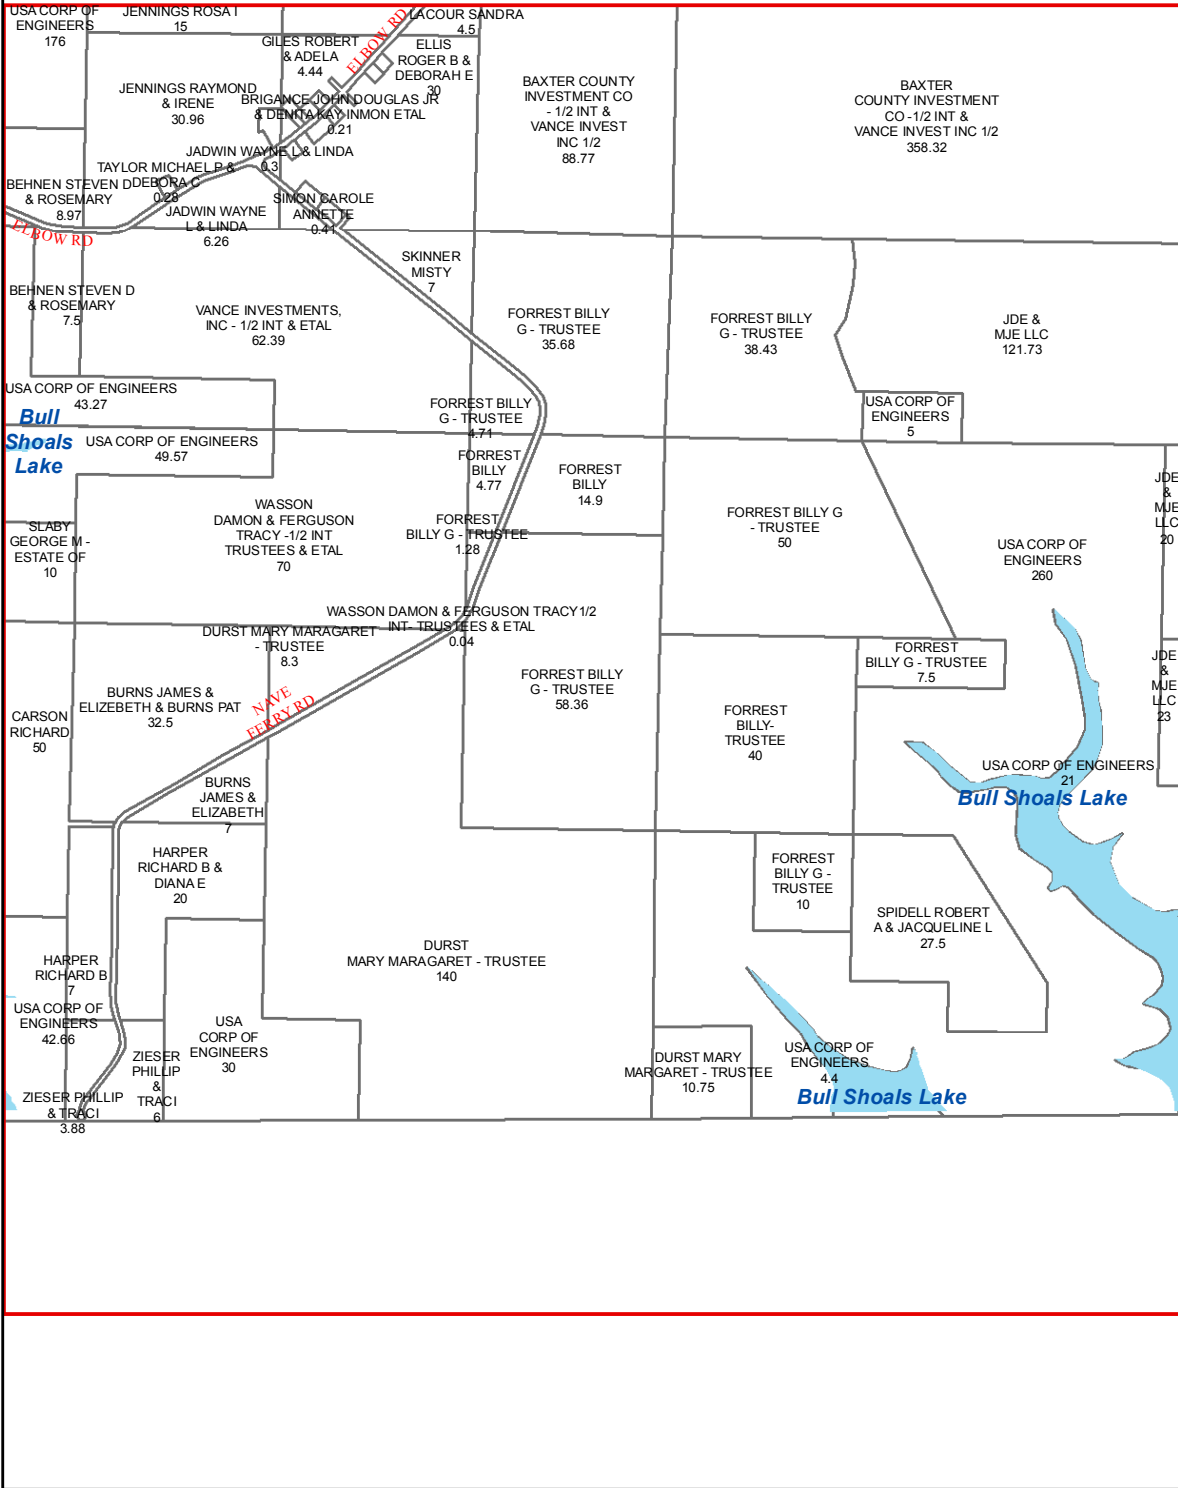 USA CORP OF
ENGINEERS
176
JENNINGS ROSA I
15
LACOUR SANDRA
4.5
GILES ROBERT
& ADELA
4.44
ELBOW RD
ELLIS
ROGER B &
DEBORAH E
30
JENNINGS RAYMOND
& IRENE
30.96
BRIGANCE JOHN DOUGLAS JR
& DENITA KAY INMON ETAL
0.21
BAXTER COUNTY
INVESTMENT CO
- 1/2 INT &
VANCE INVEST
INC 1/2
88.77
BAXTER
COUNTY INVESTMENT
CO -1/2 INT &
VANCE INVEST INC 1/2
358.32
JADWIN WAYNE L & LINDA
0.3
TAYLOR MICHAEL P &
DEBORA C
0.28
BEHNEN STEVEN D
& ROSEMARY
8.97
JADWIN WAYNE
L & LINDA
6.26
SIMON CAROLE
ANNETTE
0.41
ELBOW RD
SKINNER
MISTY
7
BEHNEN STEVEN D
& ROSEMARY
7.5
VANCE INVESTMENTS,
INC - 1/2 INT & ETAL
62.39
FORREST BILLY
G - TRUSTEE
35.68
FORREST BILLY
G - TRUSTEE
38.43
JDE &
MJE LLC
121.73
USA CORP OF ENGINEERS
43.27
FORREST BILLY
G - TRUSTEE
4.71
USA CORP OF
ENGINEERS
5
Bull
Shoals
Lake
USA CORP OF ENGINEERS
49.57
FORREST
BILLY
4.77
FORREST
BILLY
14.9
JDE
&
MJE
LLC
20
SLABY
GEORGE M -
ESTATE OF
10
WASSON
DAMON & FERGUSON
TRACY -1/2 INT
TRUSTEES & ETAL
70
FORREST
BILLY G - TRUSTEE
1.28
FORREST BILLY G
- TRUSTEE
50
USA CORP OF
ENGINEERS
260
WASSON DAMON & FERGUSON TRACY1/2
INT- TRUSTEES & ETAL
0.04
DURST MARY MARAGARET
- TRUSTEE
8.3
FORREST
BILLY G - TRUSTEE
7.5
JDE
&
MJE
LLC
23
BURNS JAMES &
ELIZEBETH & BURNS PAT
32.5
NAVE
FERRY RD
FORREST BILLY
G - TRUSTEE
58.36
CARSON
RICHARD
50
FORREST
BILLY-
TRUSTEE
40
USA CORP OF ENGINEERS
21
Bull Shoals Lake
BURNS
JAMES &
ELIZABETH
7
HARPER
RICHARD B &
DIANA E
20
FORREST
BILLY G -
TRUSTEE
10
SPIDELL ROBERT
A & JACQUELINE L
27.5
DURST
MARY MARAGARET - TRUSTEE
140
HARPER
RICHARD B
7
USA CORP OF
ENGINEERS
42.66
USA
CORP OF
ENGINEERS
30
ZIESER
PHILLIP
&
TRACI
6
DURST MARY
MARGARET - TRUSTEE
10.75
USA CORP OF
ENGINEERS
4.4
Bull Shoals Lake
ZIESER PHILLIP
& TRACI
3.88